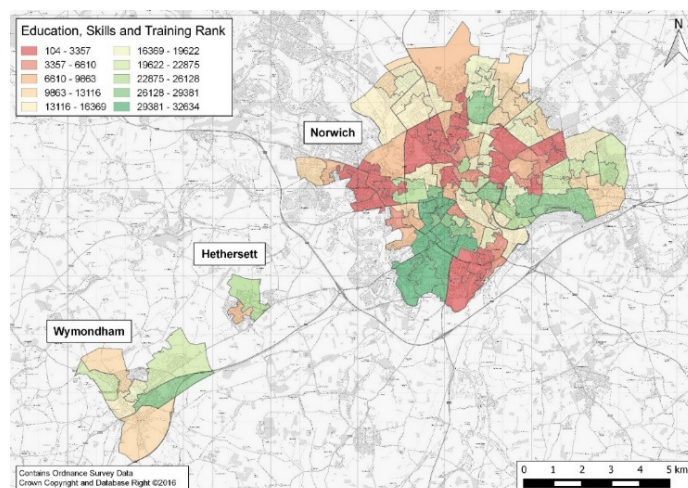 Education, Skills and Training Rank
104 - 3357
3357 - 6610
6610 - 9863
9863 - 13116
13116 - 16369
16369 - 19622
19622 - 22875
22875 - 26128
26128 - 29381
29381 - 32634
N
Norwich
Hethersett
Wymondham
Contains Ordnance Survey Data
Crown Copyright and Database Right ©2016
0 1 2 3 4 5 km